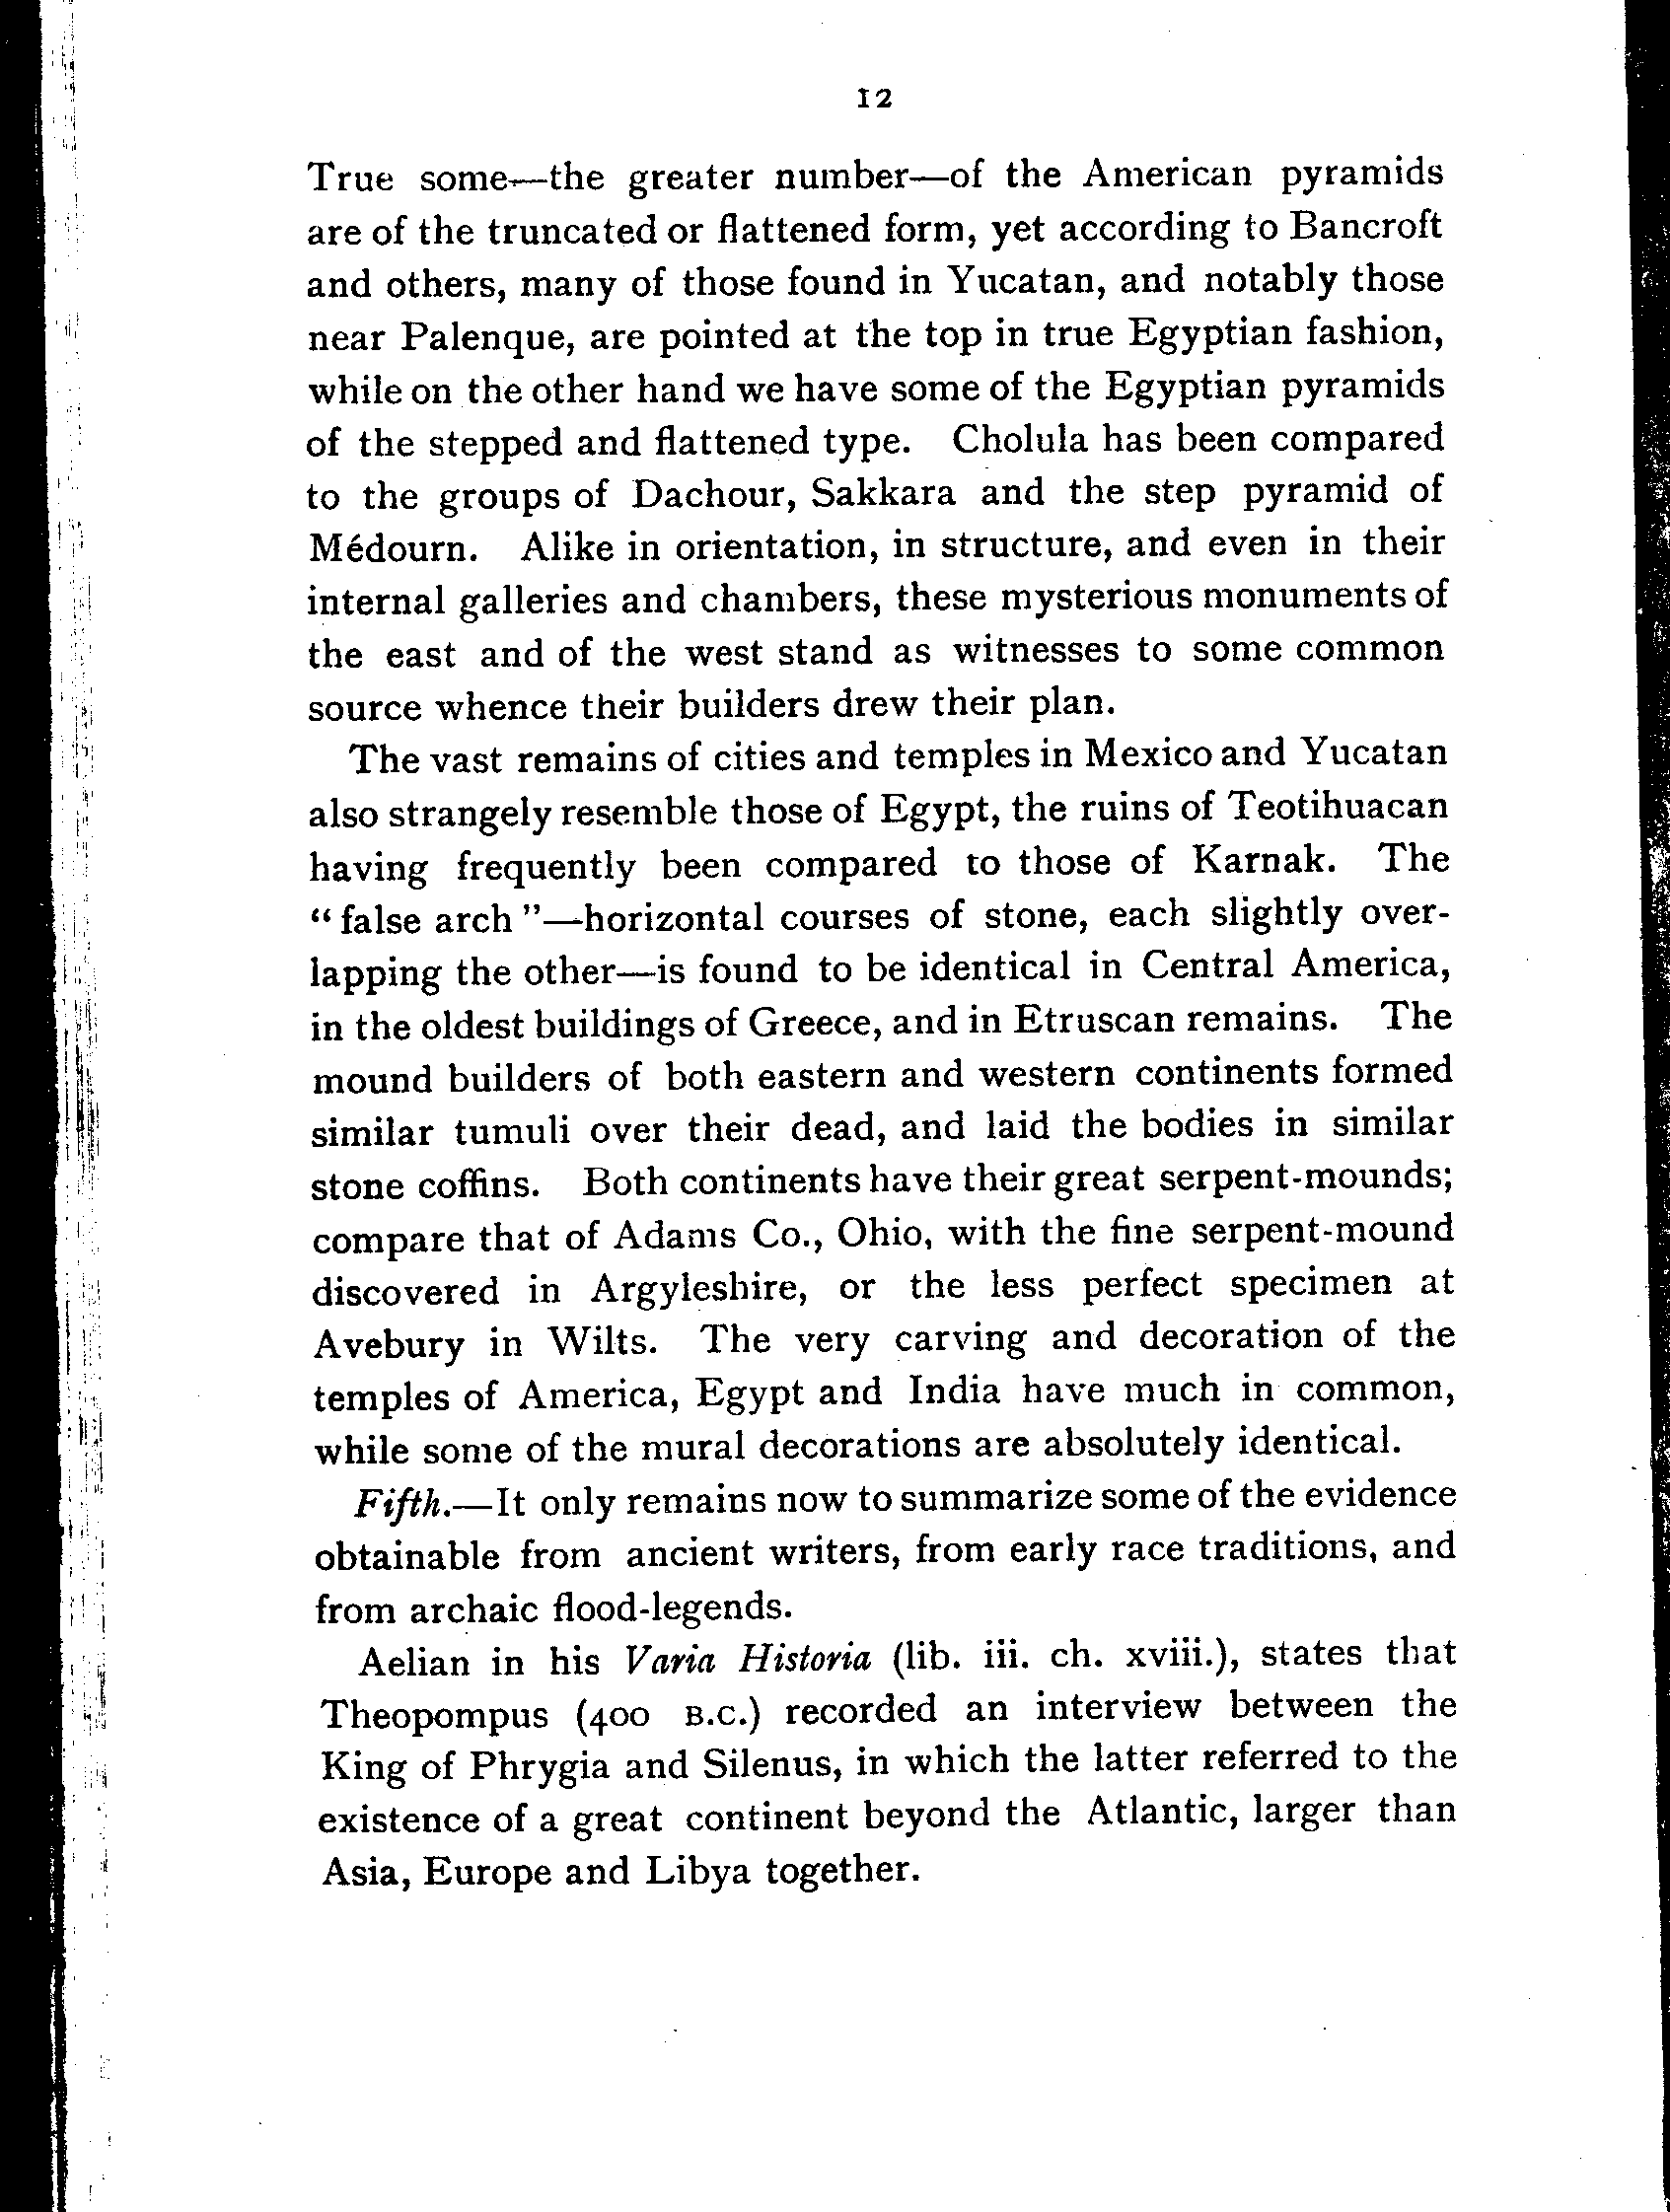 12
True some—the greater number—of the American pyramids
are of the truncated or flattened form, yet according to Bancroft
and others, many of those found in Yucatan, and notably those
near Palenque, are pointed at the top in true Egyptian fashion,
while on the other hand we have some of the Egyptian pyramids
of the stepped and flattened type. Cholula has been compared
to the groups of Dachour, Sakkara and the step pyramid of
Médourn. Alike in orientation, in structure, and even in their
internal galleries and chambers, these mysterious monuments of
the east and of the west stand as witnesses to some common
source whence their builders drew their plan.
The vast remains of cities and temples in Mexico and Yucatan
also strangely resemble those of Egypt, the ruins of Teotihuacan
having frequently been compared to those of Karnak. The
“false arch”—horizontal courses of stone, each slightly over-
lapping the other—is found to be identical in Central America,
in the oldest buildings of Greece, and in Etruscan remains. The
mound builders of both eastern and western continents formed
similar tumuli over their dead, and laid the bodies in similar
stone coffins. Both continents have their great serpent-mounds;
compare that of Adams Co., Ohio, with the fine serpent-mound
discovered in Argyleshire, or the less perfect specimen at
Avebury in Wilts. The very carving and decoration of the
temples of America, Egypt and India have much in common,
while some of the mural decorations are absolutely identical.
Fifth.—It only remains now to summarize some of the evidence
obtainable from ancient writers, from early race traditions, and
from archaic flood-legends.
Aelian in his Varia Historia (lib. iii. ch. xviii.), states that
Theopompus (400 B.C.) recorded an interview between the
King of Phrygia and Silenus, in which the latter referred to the
existence of a great continent beyond the Atlantic, larger than
Asia, Europe and Libya together.